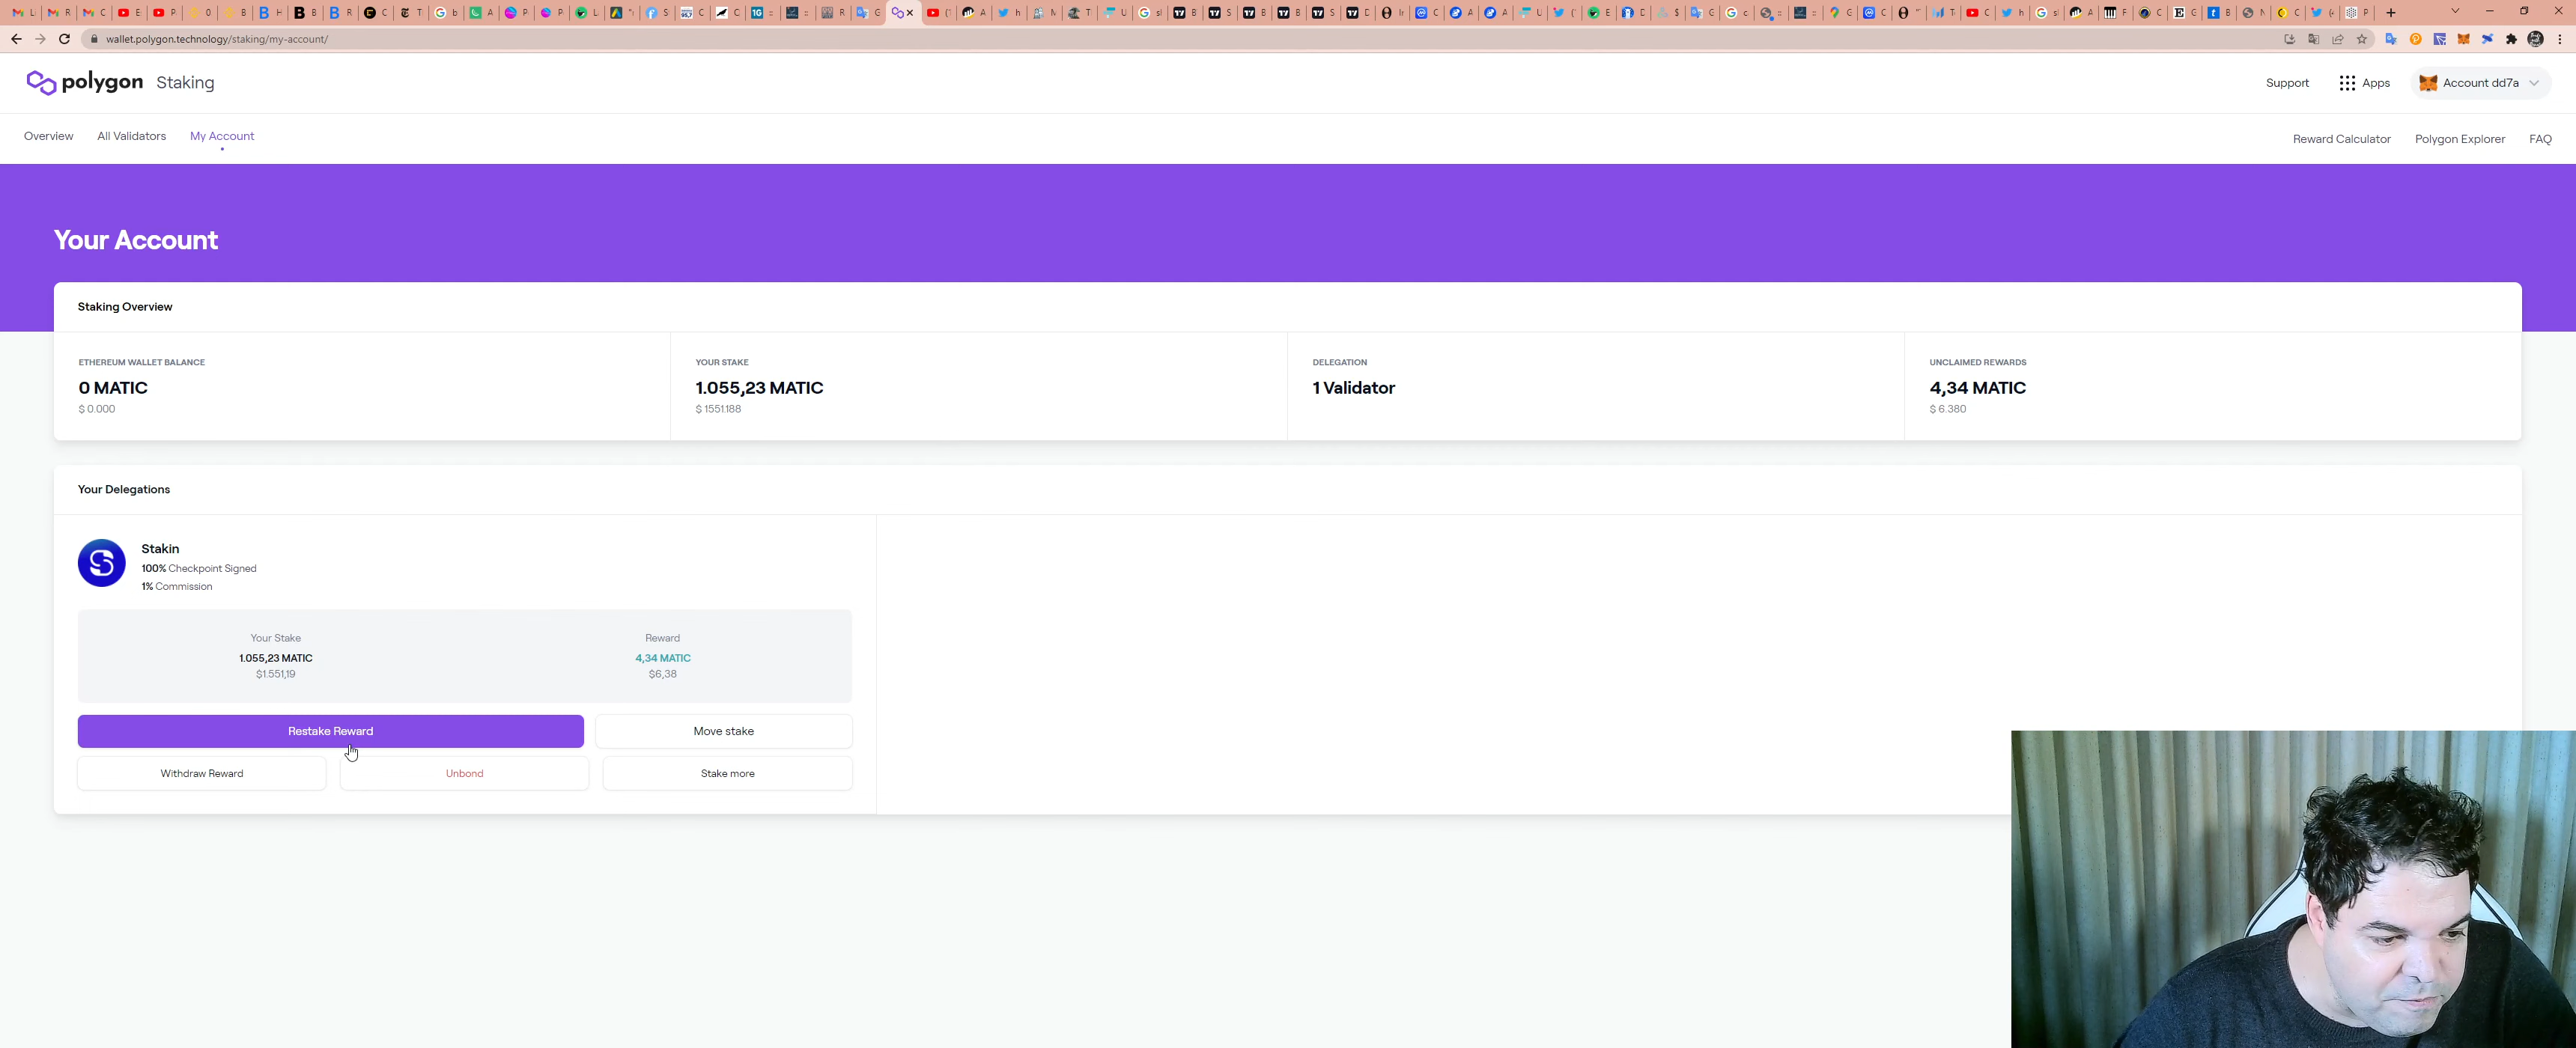 wallet.polygon.technology/staking/my-account/
polygon Staking
Support
Apps
Account dd7a
Overview
All Validators
My Account
Reward Calculator
Polygon Explorer
FAQ
Your Account
Staking Overview
ETHEREUM WALLET BALANCE
0 MATIC
$ 0.000
YOUR STAKE
1.055,23 MATIC
$ 1551.188
DELEGATION
1 Validator
UNCLAIMED REWARDS
4,34 MATIC
$ 6.380
Your Delegations
Stakin
100% Checkpoint Signed
1% Commission
Your Stake
1.055,23 MATIC
$1.551,19
Reward
4,34 MATIC
$6,38
Restake Reward
Move stake
Withdraw Reward
Unbond
Stake more